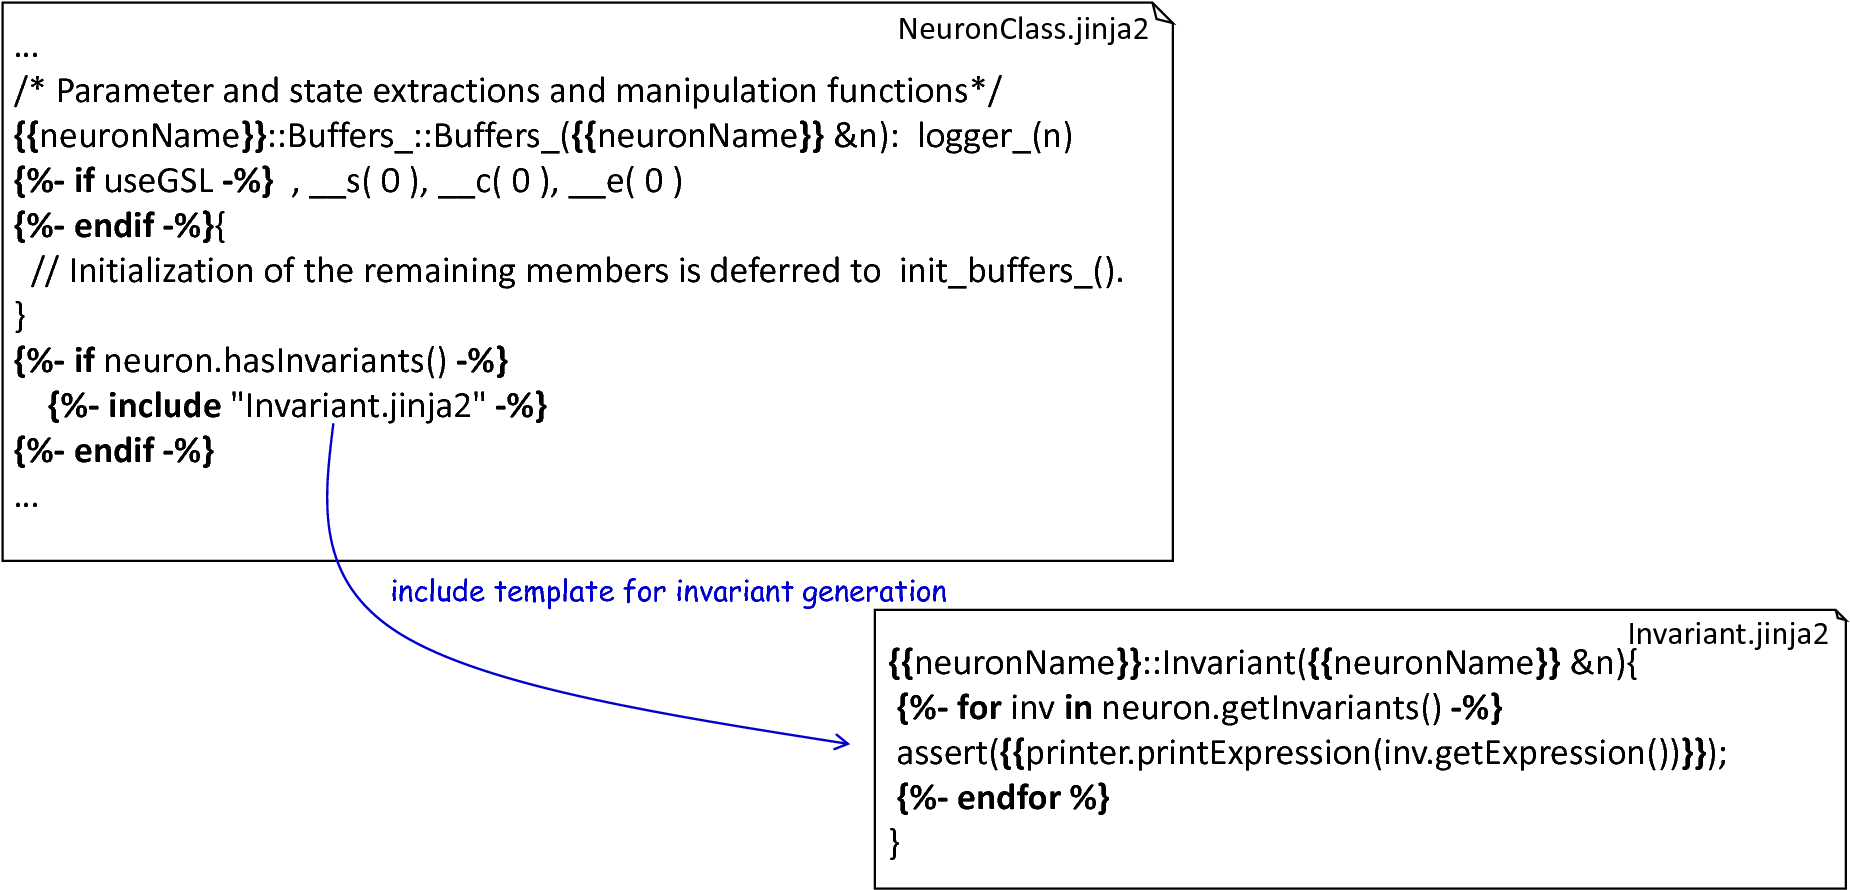 NeuronClass.jinja2
...
/* Parameter and state extractions and manipulation functions*/
{{neuronName}}::Buffers_::Buffers_({{neuronName}} &n):  logger_(n)
{%- if useGSL -%}  , __s( 0 ), __c( 0 ), __e( 0 )
{%- endif -%}{
  // Initialization of the remaining members is deferred to  init_buffers_().
}
{%- if neuron.hasInvariants() -%}
    {%- include "Invariant.jinja2" -%}
{%- endif -%}
...
include template for invariant generation
Invariant.jinja2
{{neuronName}}::Invariant({{neuronName}} &n){
 {%- for inv in neuron.getInvariants() -%}
 assert({{printer.printExpression(inv.getExpression())}});
 {%- endfor %}
}